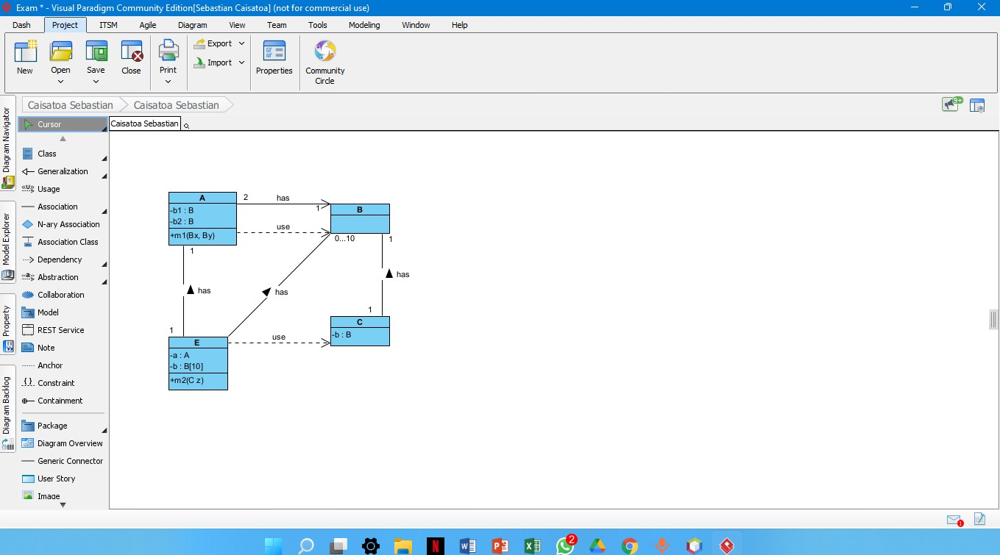 Exam * - Visual Paradigm Community Edition[Sebastian Caisatoa] (not for commercial use)
Dash Project ITSM Agile Diagram View Team Tools Modeling Window Help
New Open Save Close Print Export Import Properties Community Circle
Caisatoa Sebastian Caisatoa Sebastian
9+
Diagram Navigator
Model Explorer
Property
Diagram Backlog
Cursor
Class
Generalization
«U» Usage
Association
N-ary Association
Association Class
Dependency
«a» Abstraction
Collaboration
Model
REST Service
Note
Anchor
{} Constraint
Containment
Package
Diagram Overview
Generic Connector
User Story
Image
Caisatoa Sebastian
A
-b1 : B
-b2 : B
+m1(Bx, By)
2 has 1
use
B
0...10
1
has
1
C
-b : B
1
has
1
has
E
-a : A
-b : B[10]
+m2(C z)
use
1
N W P X 2